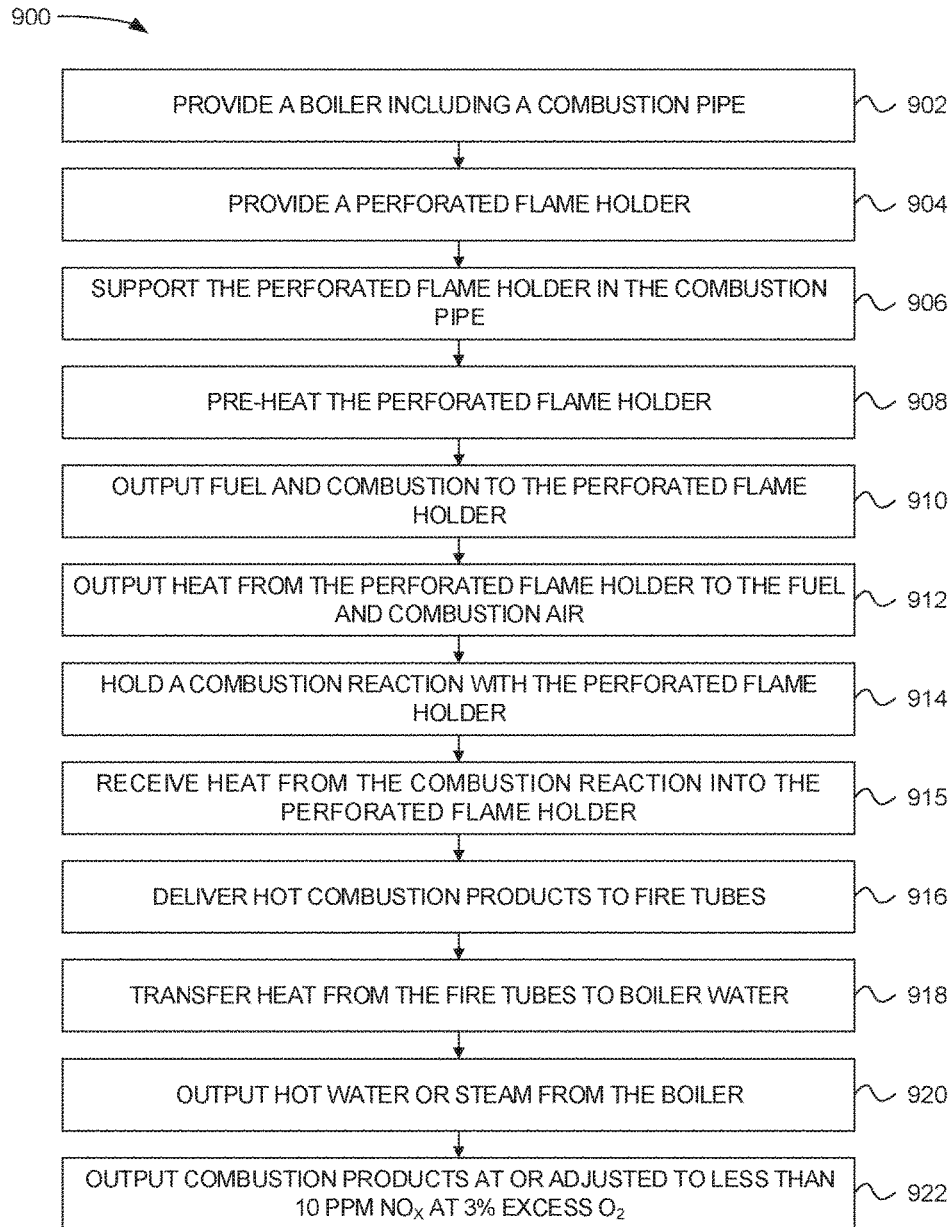 900
PROVIDE A BOILER INCLUDING A COMBUSTION PIPE
902
PROVIDE A PERFORATED FLAME HOLDER
904
SUPPORT THE PERFORATED FLAME HOLDER IN THE COMBUSTION
PIPE
906
PRE-HEAT THE PERFORATED FLAME HOLDER
908
OUTPUT FUEL AND COMBUSTION TO THE PERFORATED FLAME
HOLDER
910
OUTPUT HEAT FROM THE PERFORATED FLAME HOLDER TO THE FUEL
AND COMBUSTION AIR
912
HOLD A COMBUSTION REACTION WITH THE PERFORATED FLAME
HOLDER
914
RECEIVE HEAT FROM THE COMBUSTION REACTION INTO THE
PERFORATED FLAME HOLDER
915
DELIVER HOT COMBUSTION PRODUCTS TO FIRE TUBES
916
TRANSFER HEAT FROM THE FIRE TUBES TO BOILER WATER
918
OUTPUT HOT WATER OR STEAM FROM THE BOILER
920
OUTPUT COMBUSTION PRODUCTS AT OR ADJUSTED TO LESS THAN
10 PPM NOₓ AT 3% EXCESS O₂
922